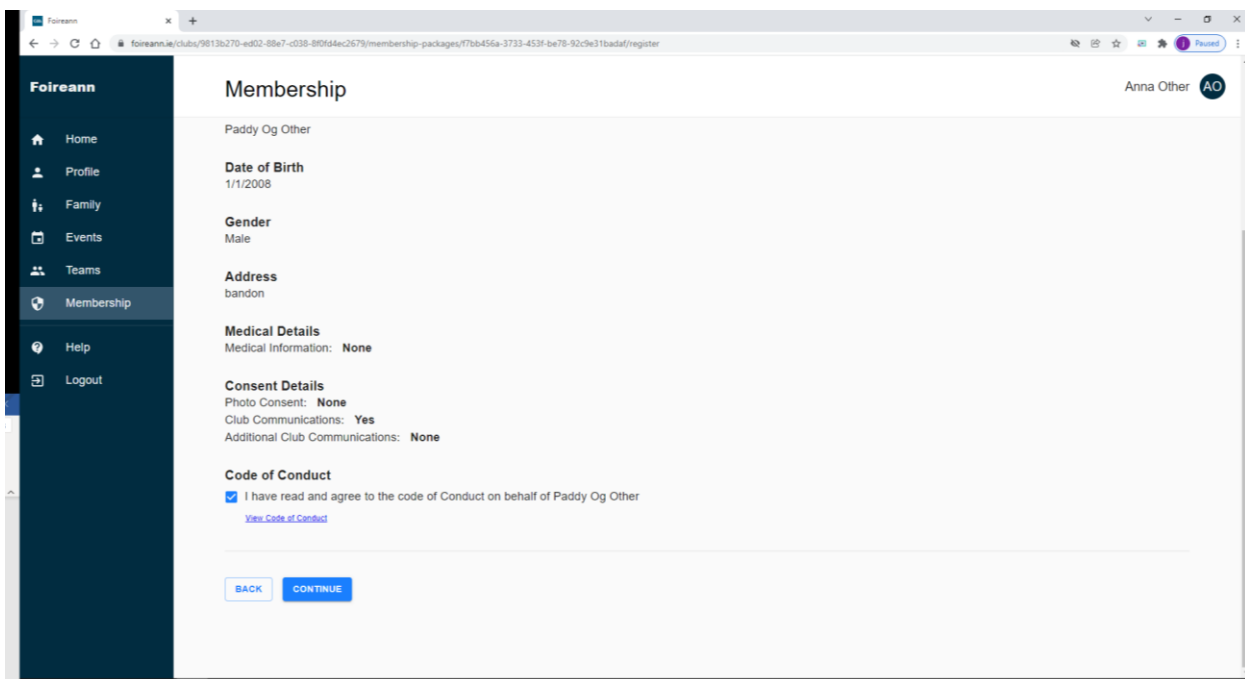 Foireann
foireann.ie/clubs/9813b270-ed02-88e7-c038-8f0fd4ec2679/membership-packages/f7bb456a-3733-453f-be78-92c9e31badaf/register
Paused
Foireann
Membership
Anna Other AO
Home
Profile
Family
Events
Teams
Membership
Help
Logout
Paddy Og Other
Date of Birth
1/1/2008
Gender
Male
Address
bandon
Medical Details
Medical Information: None
Consent Details
Photo Consent: None
Club Communications: Yes
Additional Club Communications: None
Code of Conduct
I have read and agree to the code of Conduct on behalf of Paddy Og Other
View Code of Conduct
BACK CONTINUE